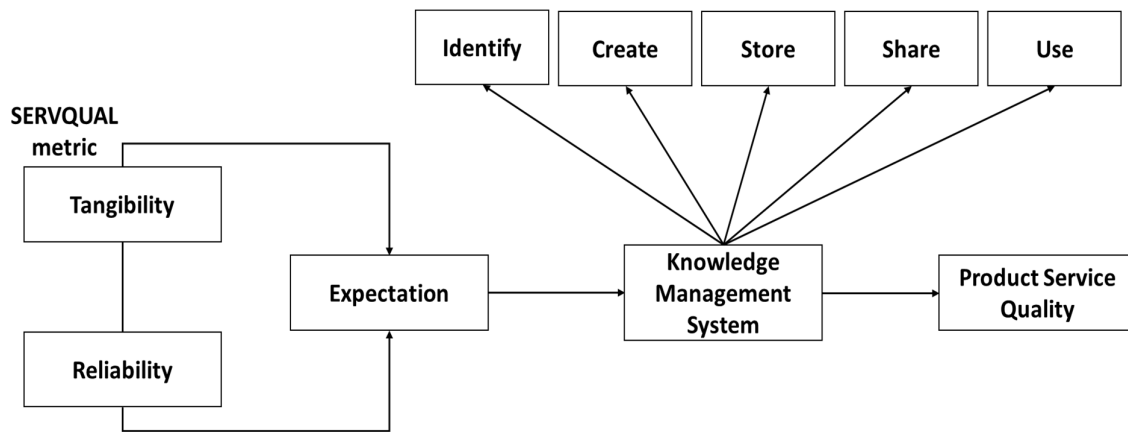 Identify
Create
Store
Share
Use
SERVQUAL
metric
Tangibility
Reliability
Expectation
Knowledge
Management
System
Product Service
Quality